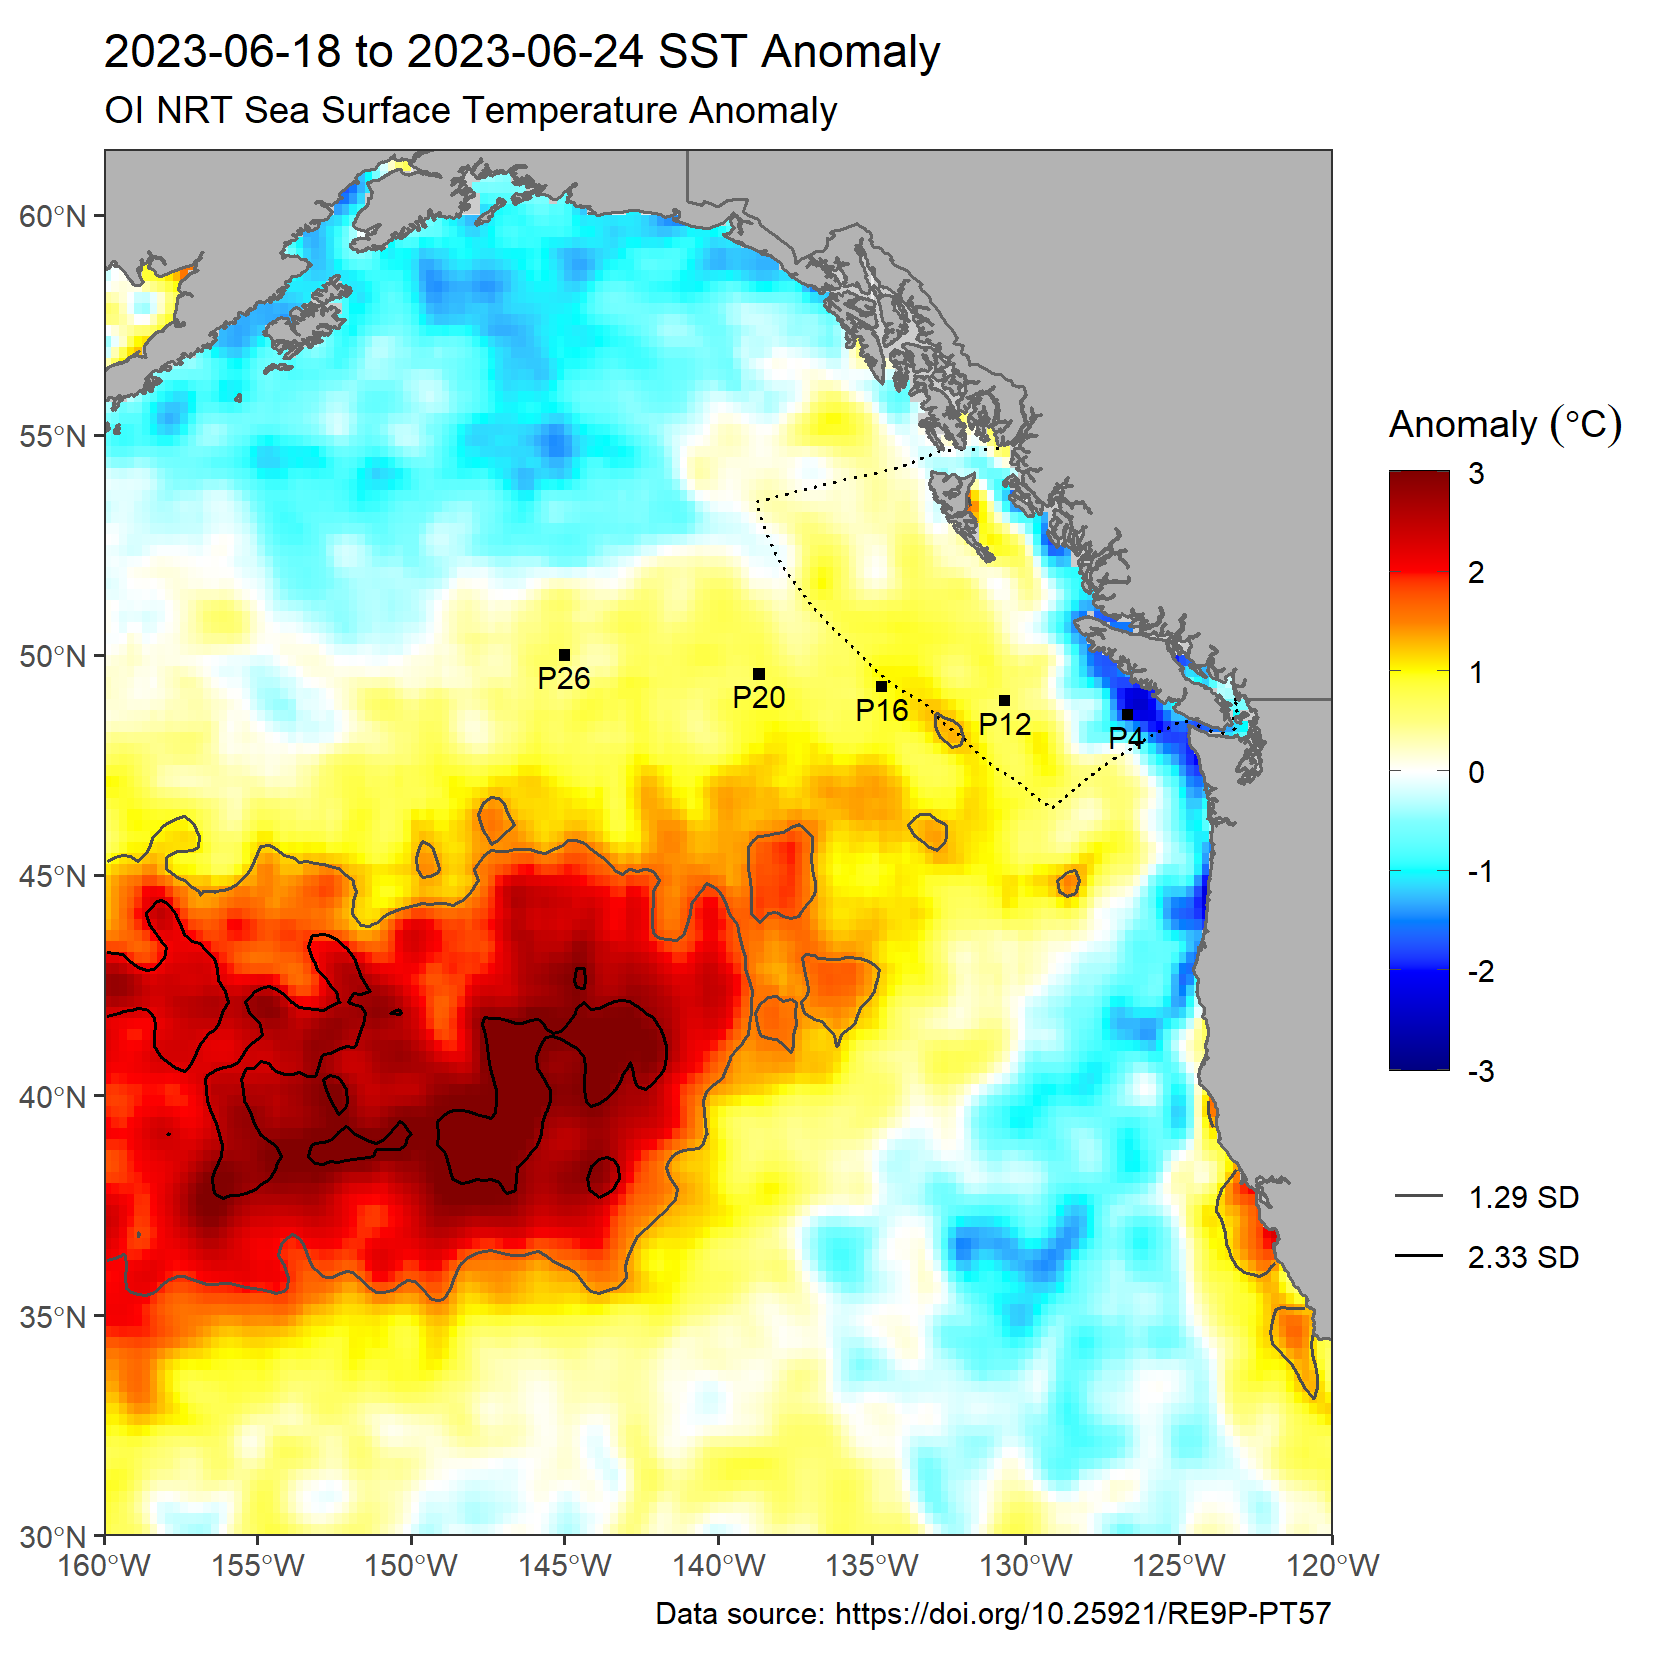 2023-06-18 to 2023-06-24 SST Anomaly
OI NRT Sea Surface Temperature Anomaly
60°N
55°N
50°N
45°N
40°N
35°N
30°N
160°W
155°W
150°W
145°W
140°W
135°W
130°W
125°W
120°W
P26
P20
P16
P12
P4
Anomaly (°C)
3
2
1
0
-1
-2
-3
1.29 SD
2.33 SD
Data source: https://doi.org/10.25921/RE9P-PT57